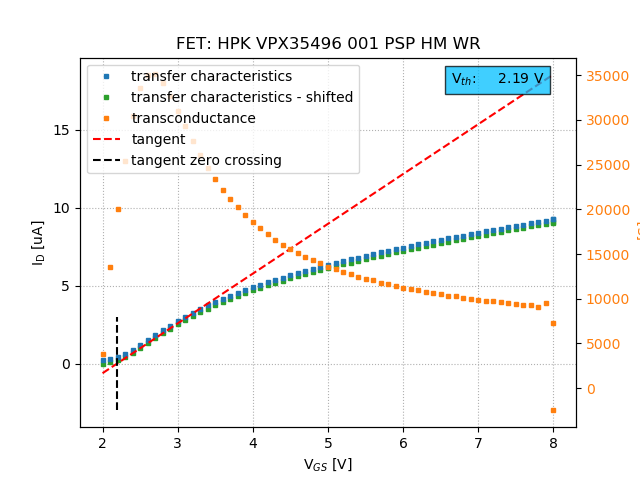 FET: HPK VPX35496 001 PSP HM WR
transfer characteristics
transfer characteristics - shifted
transconductance
tangent
tangent zero crossing
Vth: 2.19 V
15
10
5
0
ID [uA]
2
3
4
5
6
7
8
VGS [V]
35000
30000
25000
20000
15000
10000
5000
0